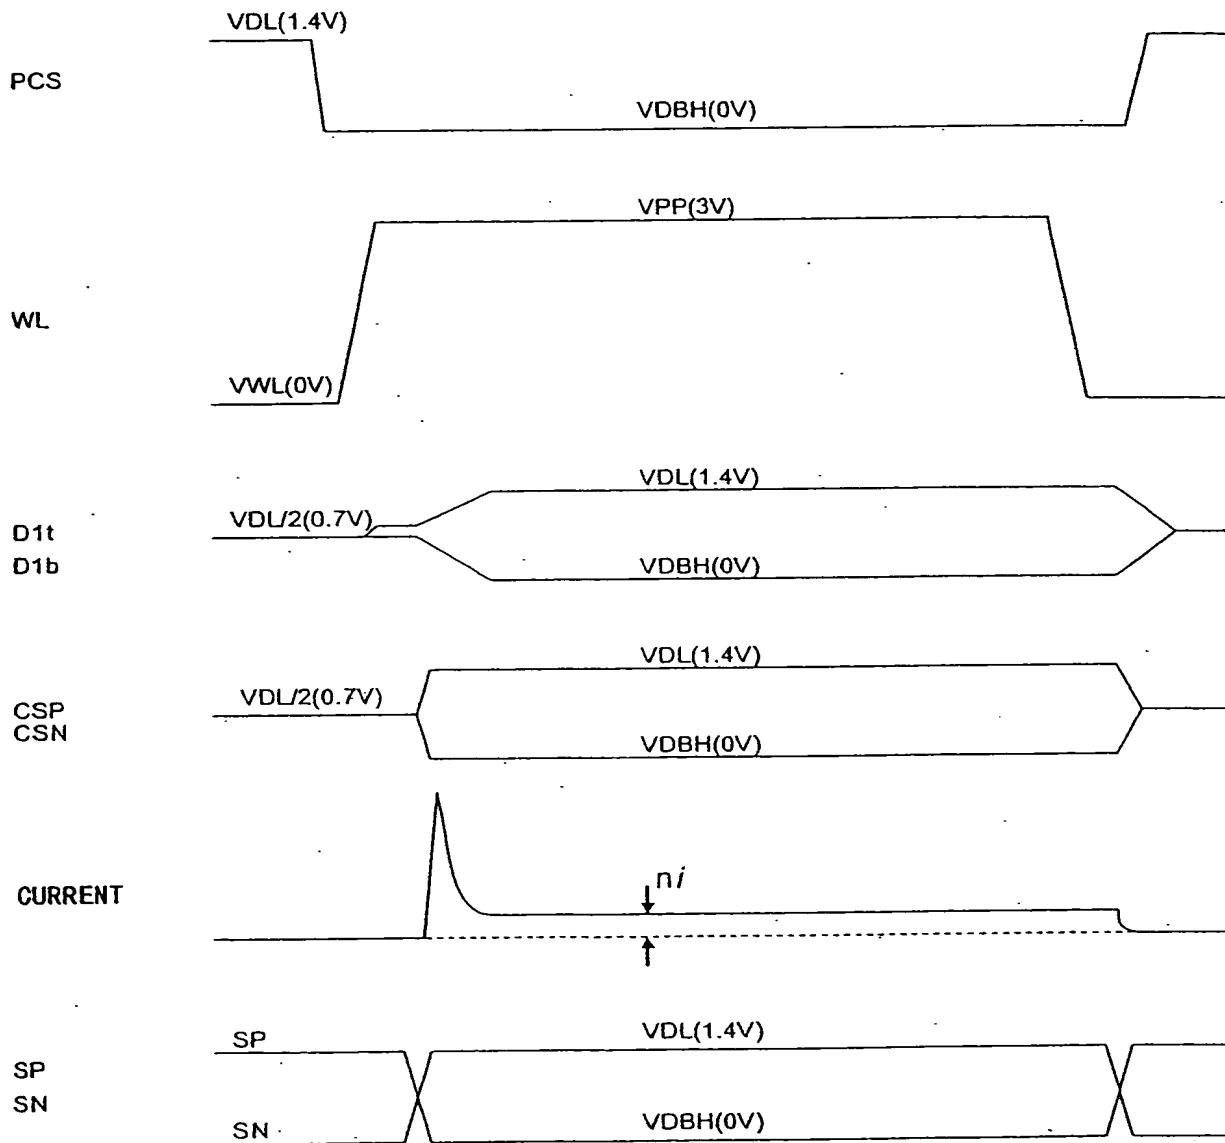 VDL(1.4V)
PCS
VDBH(0V)
VPP(3V)
WL
VWL(0V)
VDL(1.4V)
VDL/2(0.7V)
D1t
D1b
VDBH(0V)
VDL(1.4V)
VDL/2(0.7V)
CSP
CSN
VDBH(0V)
ni
CURRENT
SP
VDL(1.4V)
SP
SN
VDBH(0V)
SN